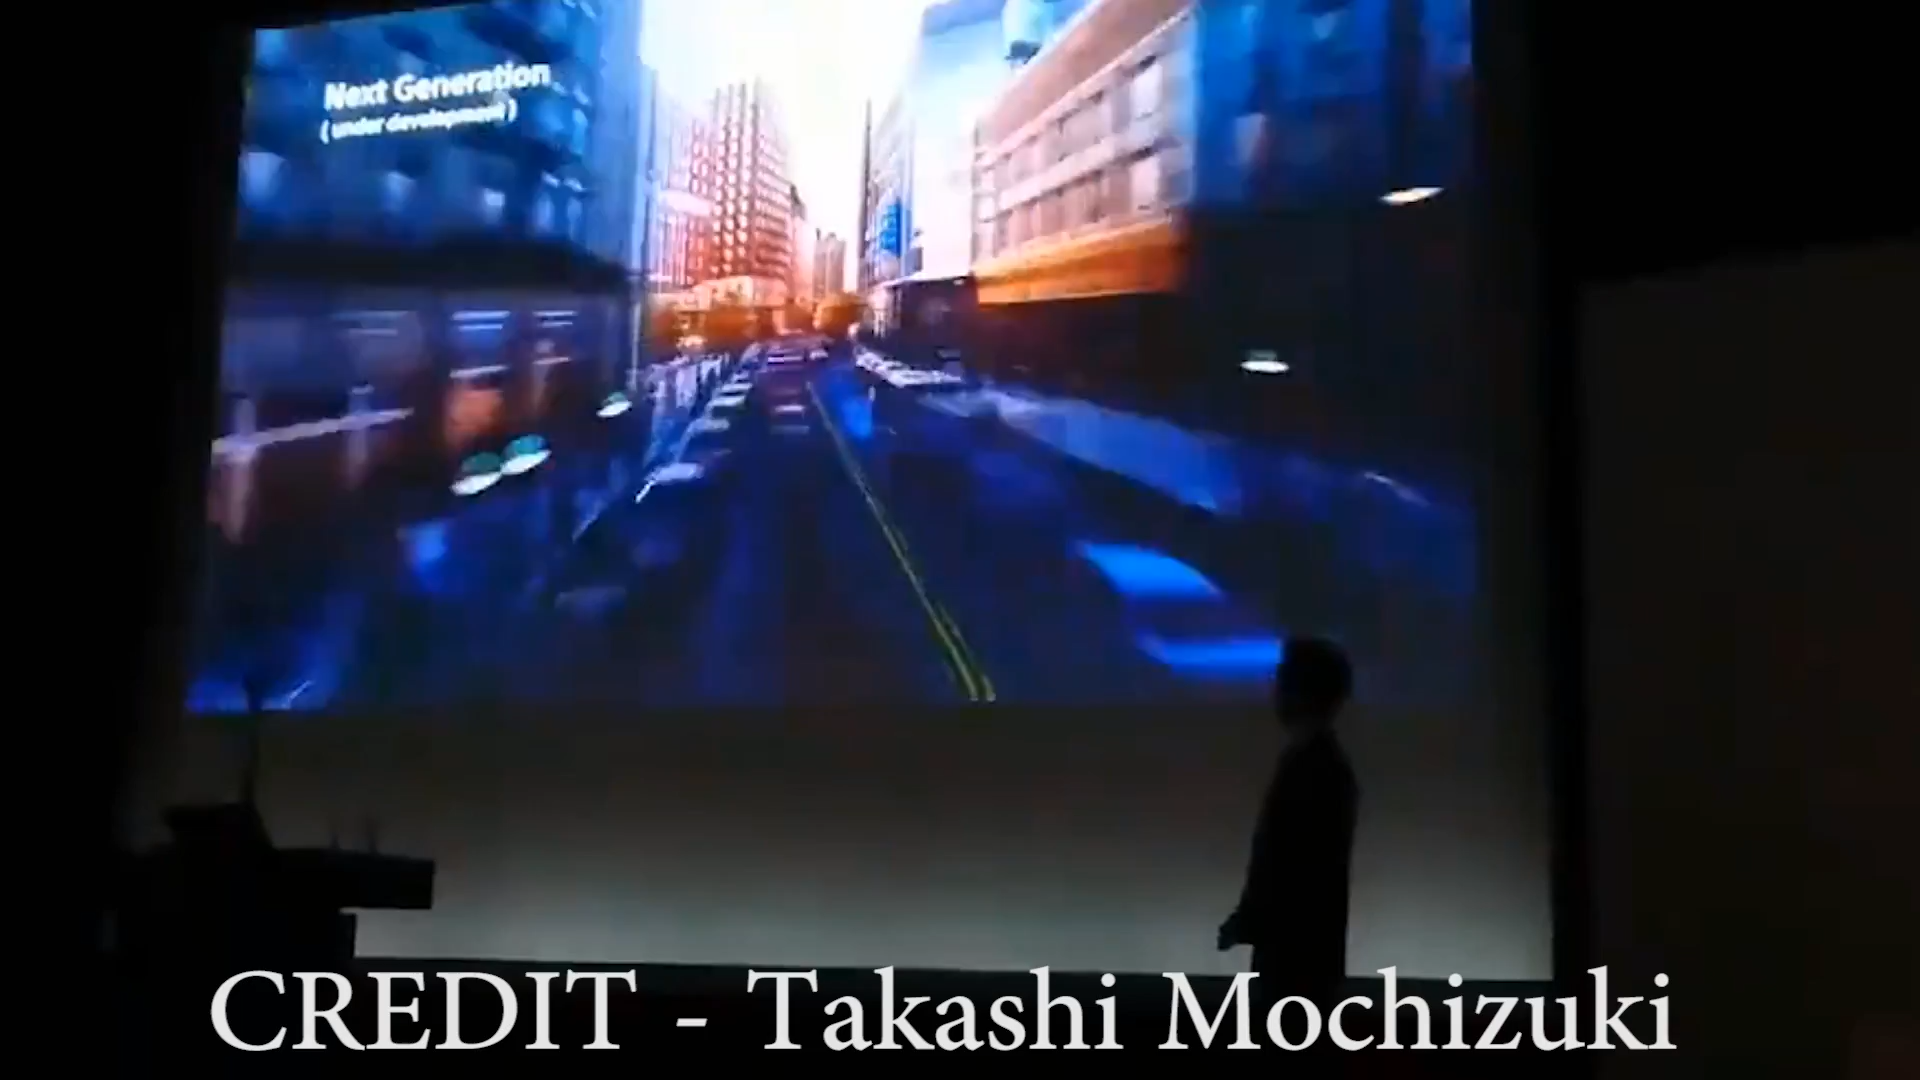 Next Generation
( under development )
CREDIT - Takashi Mochizuki